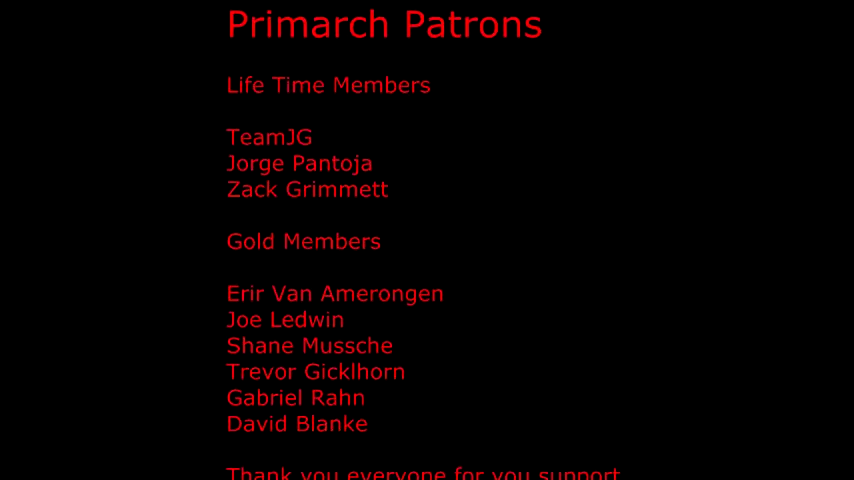 Primarch Patrons
Life Time Members
TeamJG
Jorge Pantoja
Zack Grimmett
Gold Members
Erir Van Amerongen
Joe Ledwin
Shane Mussche
Trevor Gicklhorn
Gabriel Rahn
David Blanke
Thank you everyone for you support